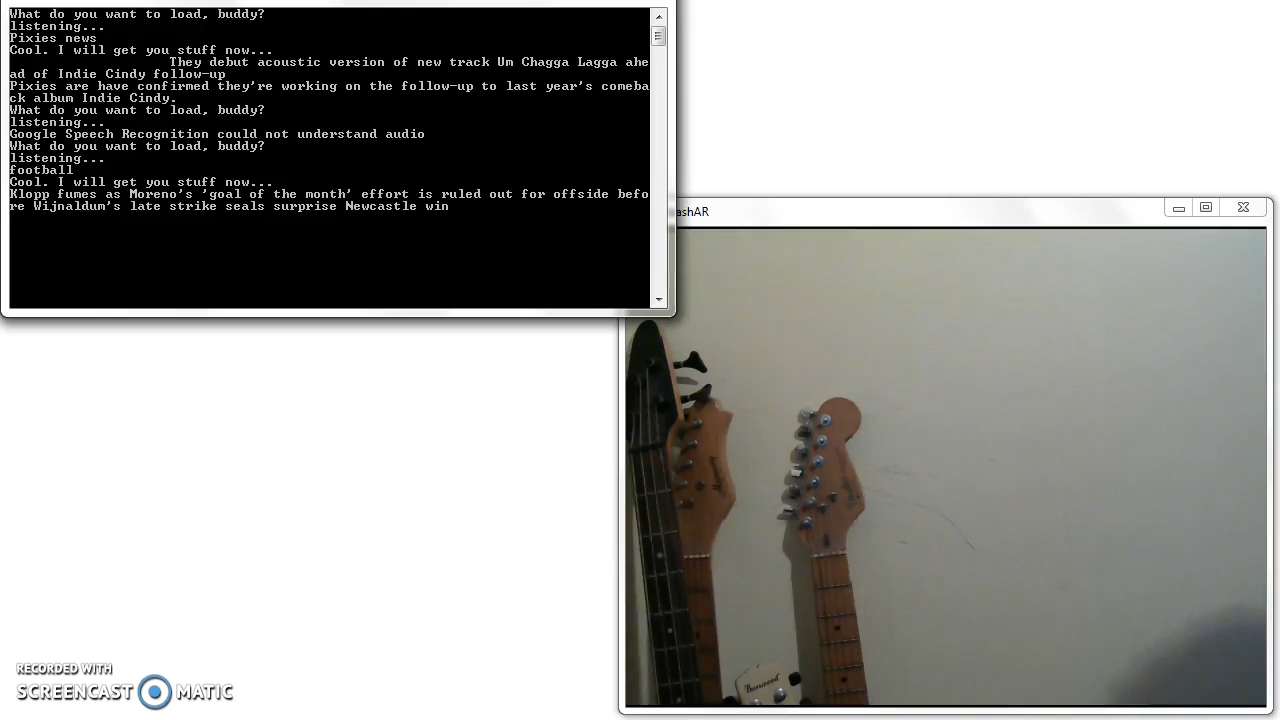 What do you want to load, buddy?
listening...
Pixies news
Cool. I will get you stuff now...
They debut acoustic version of new track Um Chagga Lagga ahe
ad of Indie Cindy follow-up
Pixies are have confirmed they're working on the follow-up to last year's comeba
ck album Indie Cindy.
What do you want to load, buddy?
listening...
Google Speech Recognition could not understand audio
What do you want to load, buddy?
listening...
football
Cool. I will get you stuff now...
Klopp fumes as Moreno's 'goal of the month' effort is ruled out for offside befo
re Wijnaldum's late strike seals surprise Newcastle win
ashAR
Burswood
RECORDED WITH
SCREENCAST MATIC